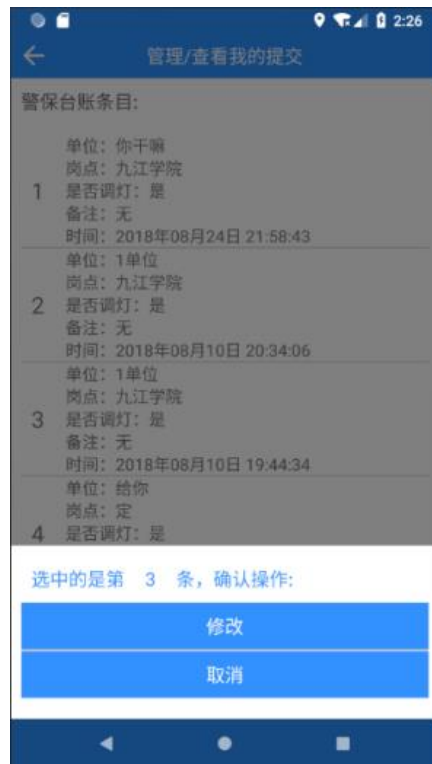 2:26
管理/查看我的提交
警保台账条目:
单位：你干嘛
岗点：九江学院
1 是否调灯：是
备注：无
时间：2018年08月24日 21:58:43
单位：1单位
岗点：九江学院
2 是否调灯：是
备注：无
时间：2018年08月10日 20:34:06
单位：1单位
岗点：九江学院
3 是否调灯：是
备注：无
时间：2018年08月10日 19:44:34
单位：给你
岗点：定
4 是否调灯：是
选中的是第 3 条，确认操作:
修改
取消